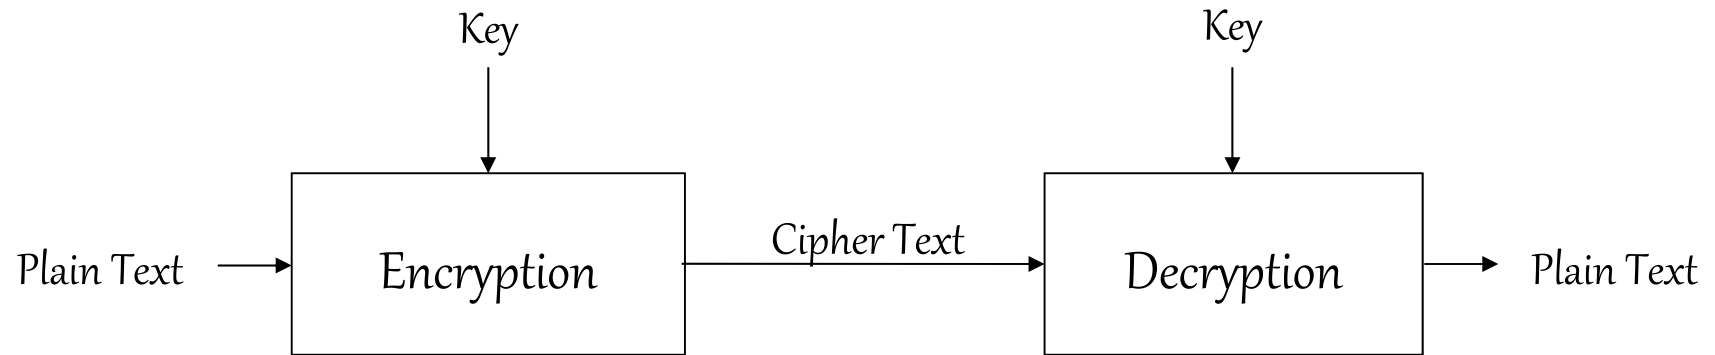 Key
Key
Plain Text
Encryption
Cipher Text
Decryption
Plain Text